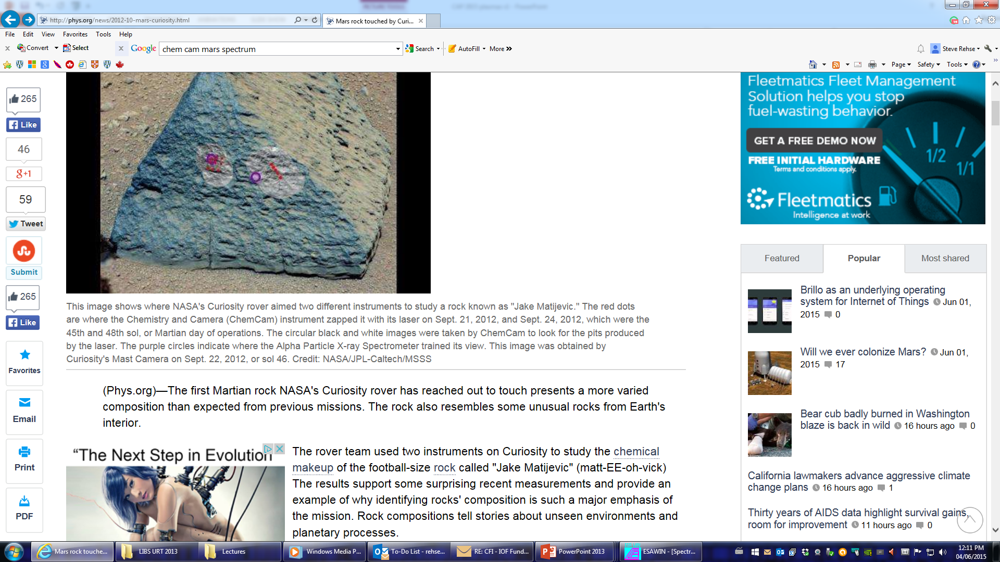 PICTURE TOOLS
http://phys.org/news/2012-10-mars-curiosity.html
Mars rock touched by Curi...
File Edit View Favorites Tools Help
Convert Select
Google chem cam mars spectrum Search AutoFill More »
Steve Rehse
Page Safety Tools
265
Like
46
g+1
59
Tweet
Submit
265
Like
Favorites
Email
Print
PDF
This image shows where NASA's Curiosity rover aimed two different instruments to study a rock known as "Jake Matijevic." The red dots
are where the Chemistry and Camera (ChemCam) instrument zapped it with its laser on Sept. 21, 2012, and Sept. 24, 2012, which were the
45th and 48th sol, or Martian day of operations. The circular black and white images were taken by ChemCam to look for the pits produced
by the laser. The purple circles indicate where the Alpha Particle X-ray Spectrometer trained its view. This image was obtained by
Curiosity's Mast Camera on Sept. 22, 2012, or sol 46. Credit: NASA/JPL-Caltech/MSSS
(Phys.org)—The first Martian rock NASA's Curiosity rover has reached out to touch presents a more varied
composition than expected from previous missions. The rock also resembles some unusual rocks from Earth's
interior.
“The Next Step in Evolution
The rover team used two instruments on Curiosity to study the chemical
makeup of the football-size rock called "Jake Matijevic" (matt-EE-oh-vick)
The results support some surprising recent measurements and provide an
example of why identifying rocks' composition is such a major emphasis of
the mission. Rock compositions tell stories about unseen environments and
planetary processes.
Fleetmatics Fleet Management
Solution helps you stop
fuel-wasting behavior.
GET A FREE DEMO NOW
FREE INITIAL HARDWARE
Terms and conditions apply.
1/2
1/1
Fleetmatics
Intelligence at work
Featured Popular Most shared
Brillo as an underlying operating
system for Internet of Things Jun 01,
2015 0
Will we ever colonize Mars? Jun 01,
2015 17
Bear cub badly burned in Washington
blaze is back in wild 16 hours ago 0
California lawmakers advance aggressive climate
change plans 16 hours ago 1
Thirty years of AIDS data highlight survival gains,
room for improvement 11 hours ago 0
Mars rock touche... LIBS URT 2013 Lectures Windows Media P... To-Do List - rehse... RE: CFI - IOF Fund... PowerPoint 2013 ESAWIN - [Spectr...
12:11 PM
04/06/2015